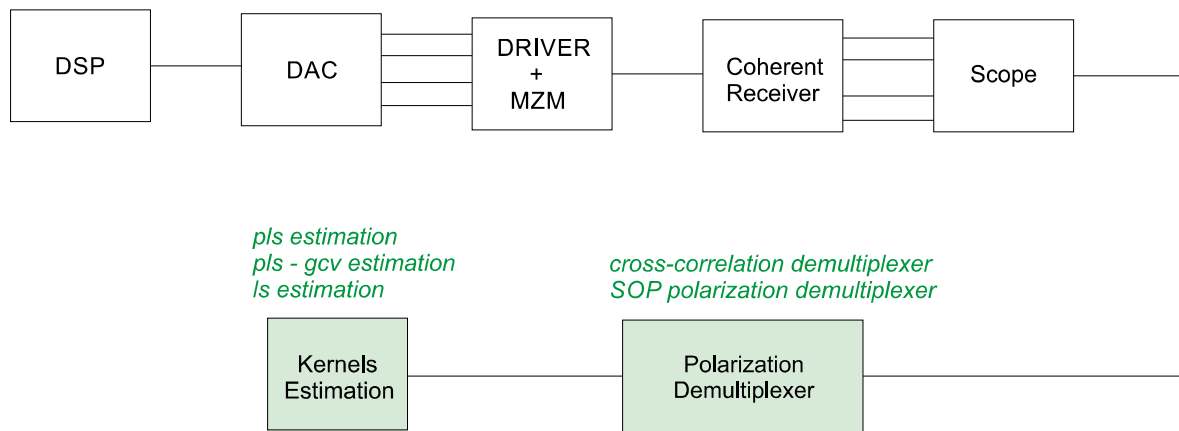 DSP
DAC
DRIVER
+
MZM
Coherent
Receiver
Scope
pls estimation
pls - gcv estimation
ls estimation
cross-correlation demultiplexer
SOP polarization demultiplexer
Kernels
Estimation
Polarization
Demultiplexer